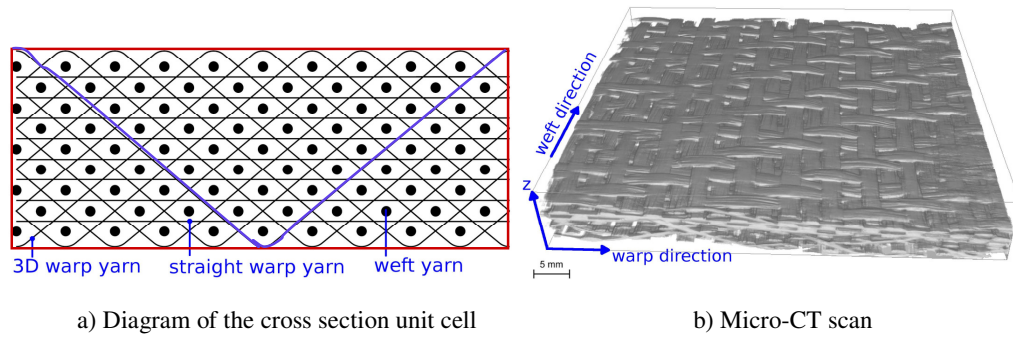 3D warp yarn
straight warp yarn
weft yarn
weft direction
z
warp direction
5 mm
a) Diagram of the cross section unit cell
b) Micro-CT scan